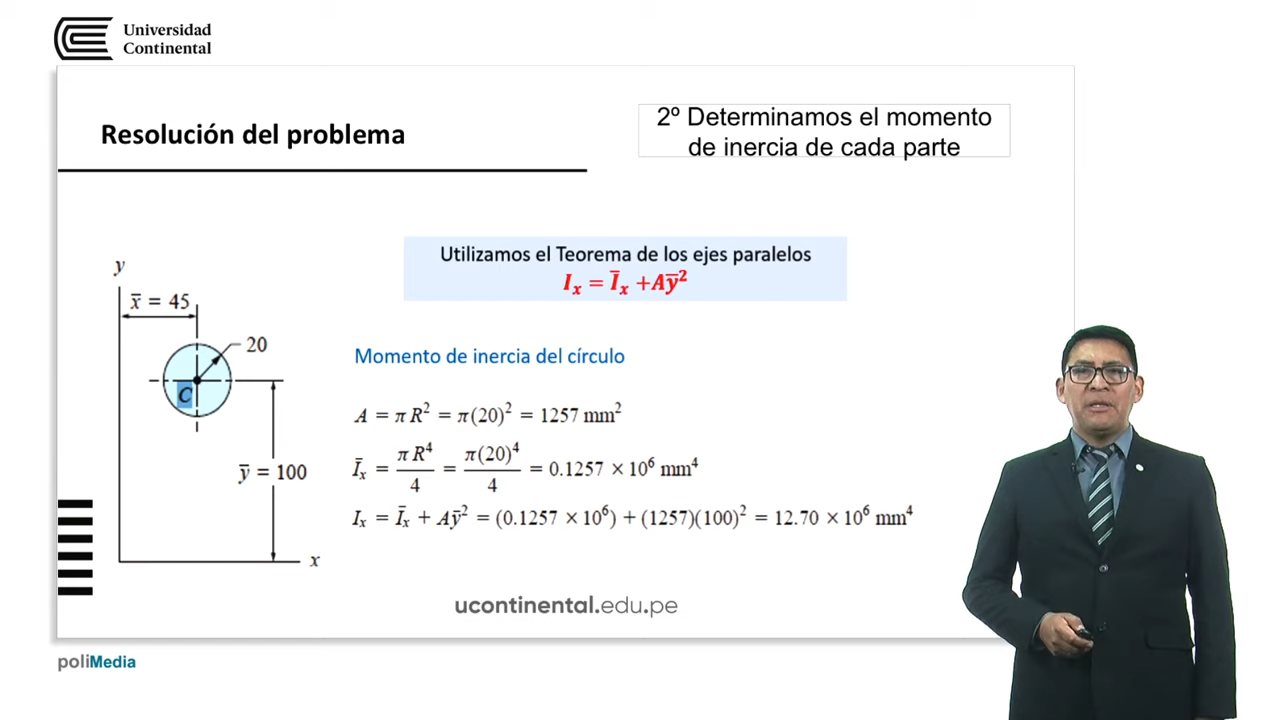 Universidad
Continental
Resolución del problema
2º Determinamos el momento
de inercia de cada parte
Utilizamos el Teorema de los ejes paralelos
Iₓ = Īₓ +Aȳ²
y
x̄ = 45
20
C
ȳ = 100
x
Momento de inercia del círculo
A = π R² = π(20)² = 1257 mm²
Īₓ = π R⁴/4 = π(20)⁴/4 = 0.1257 × 10⁶ mm⁴
Iₓ = Īₓ + Aȳ² = (0.1257 × 10⁶) + (1257)(100)² = 12.70 × 10⁶ mm⁴
ucontinental.edu.pe
poliMedia